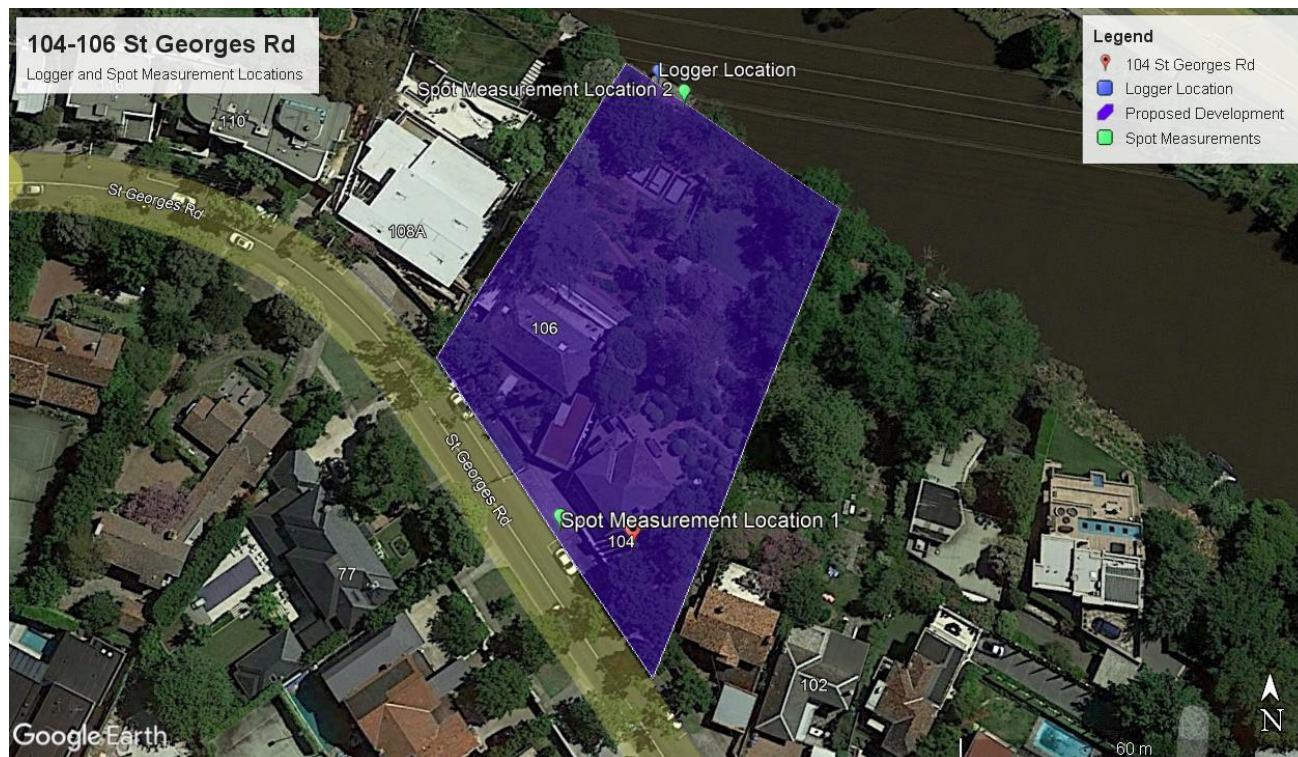 104-106 St Georges Rd
Logger and Spot Measurement Locations
Legend
104 St Georges Rd
Logger Location
Proposed Development
Spot Measurements
Logger Location
Spot Measurement Location 2
110
St Georges Rd
108A
106
St Georges Rd
Spot Measurement Location 1
104
77
102
Google Earth
60 m
N